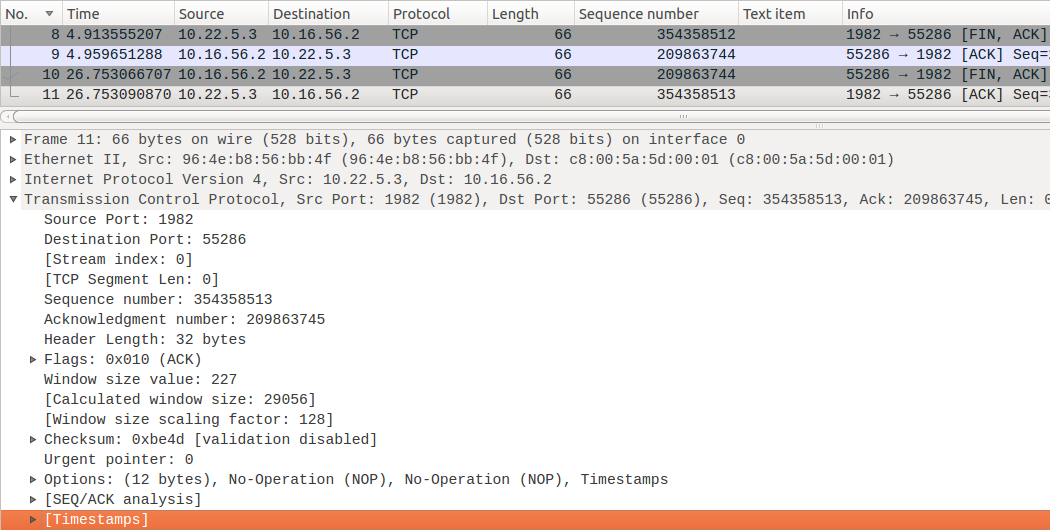 No. Time Source Destination Protocol Length Sequence number Text item Info
8 4.913555207 10.22.5.3 10.16.56.2 TCP 66 354358512 1982 → 55286 [FIN, ACK]
9 4.959651288 10.16.56.2 10.22.5.3 TCP 66 209863744 55286 → 1982 [ACK] Seq=
10 26.753066707 10.16.56.2 10.22.5.3 TCP 66 209863744 55286 → 1982 [FIN, ACK]
11 26.753090870 10.22.5.3 10.16.56.2 TCP 66 354358513 1982 → 55286 [ACK] Seq=
Frame 11: 66 bytes on wire (528 bits), 66 bytes captured (528 bits) on interface 0
Ethernet II, Src: 96:4e:b8:56:bb:4f (96:4e:b8:56:bb:4f), Dst: c8:00:5a:5d:00:01 (c8:00:5a:5d:00:01)
Internet Protocol Version 4, Src: 10.22.5.3, Dst: 10.16.56.2
Transmission Control Protocol, Src Port: 1982 (1982), Dst Port: 55286 (55286), Seq: 354358513, Ack: 209863745, Len: 0
Source Port: 1982
Destination Port: 55286
[Stream index: 0]
[TCP Segment Len: 0]
Sequence number: 354358513
Acknowledgment number: 209863745
Header Length: 32 bytes
Flags: 0x010 (ACK)
Window size value: 227
[Calculated window size: 29056]
[Window size scaling factor: 128]
Checksum: 0xbe4d [validation disabled]
Urgent pointer: 0
Options: (12 bytes), No-Operation (NOP), No-Operation (NOP), Timestamps
[SEQ/ACK analysis]
[Timestamps]